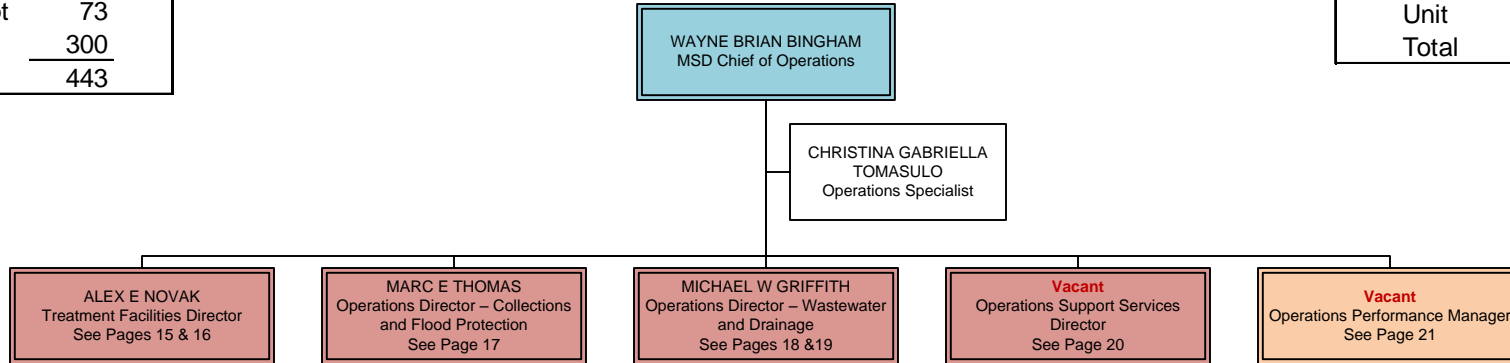 73
300
443
Unit
Total
WAYNE BRIAN BINGHAM
MSD Chief of Operations
CHRISTINA GABRIELLA
TOMASULO
Operations Specialist
ALEX E NOVAK
Treatment Facilities Director
See Pages 15 & 16
MARC E THOMAS
Operations Director – Collections
and Flood Protection
See Page 17
MICHAEL W GRIFFITH
Operations Director – Wastewater
and Drainage
See Pages 18 &19
Vacant
Operations Support Services
Director
See Page 20
Vacant
Operations Performance Manager
See Page 21